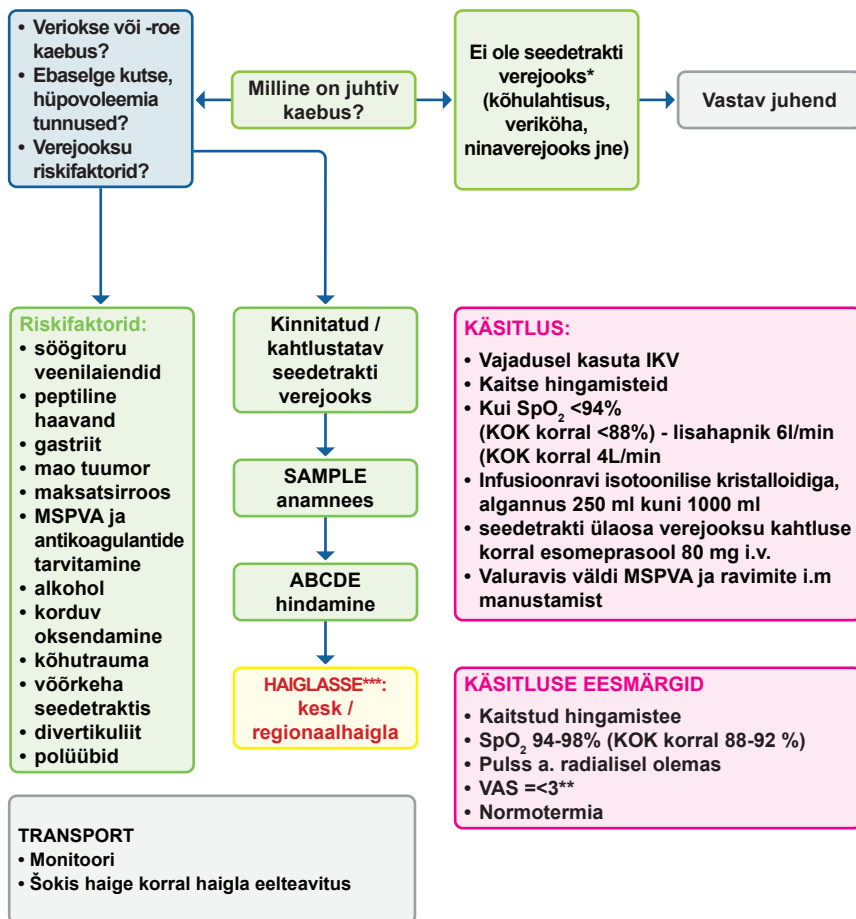 • Veriokse või -roe
kaebus?
• Ebaselge kutse,
hüpovoleemia
tunnused?
• Verejooksu
riskifaktorid?
Milline on juhtiv
kaebus?
Ei ole seedetrakti
verejooks*
(kõhulahtisus,
veriköha,
ninaverejooks jne)
Vastav juhend
Riskifaktorid:
• söögitoru
veenilaiendid
• peptiline
haavand
• gastriit
• mao tuumor
• maksatsirroos
• MSPVA ja
antikoagulantide
tarvitamine
• alkohol
• korduv
oksendamine
• kõhutrauma
• võõrkeha
seedetraktis
• divertikuliit
• polüübid
Kinnitatud /
kahtlustatav
seedetrakti
verejooks
SAMPLE
anamnees
ABCDE
hindamine
HAIGLASSE***:
kesk /
regionaalhaigla
KÄSITLUS:
• Vajadusel kasuta IKV
• Kaitse hingamisteid
• Kui SpO₂ <94%
(KOK korral <88%) - lisahapnik 6l/min
(KOK korral 4L/min
• Infusioonravi isotoonilise kristalloidiga,
algannus 250 ml kuni 1000 ml
• seedetrakti ülaosa verejooksu kahtluse
korral esomeprasool 80 mg i.v.
• Valuravis väldi MSPVA ja ravimite i.m
manustamist
KÄSITLUSE EESMÄRGID
• Kaitstud hingamistee
• SpO₂ 94-98% (KOK korral 88-92 %)
• Pulss a. radialisel olemas
• VAS =<3**
• Normotermia
TRANSPORT
• Monitoori
• Šokis haige korral haigla eelteavitus